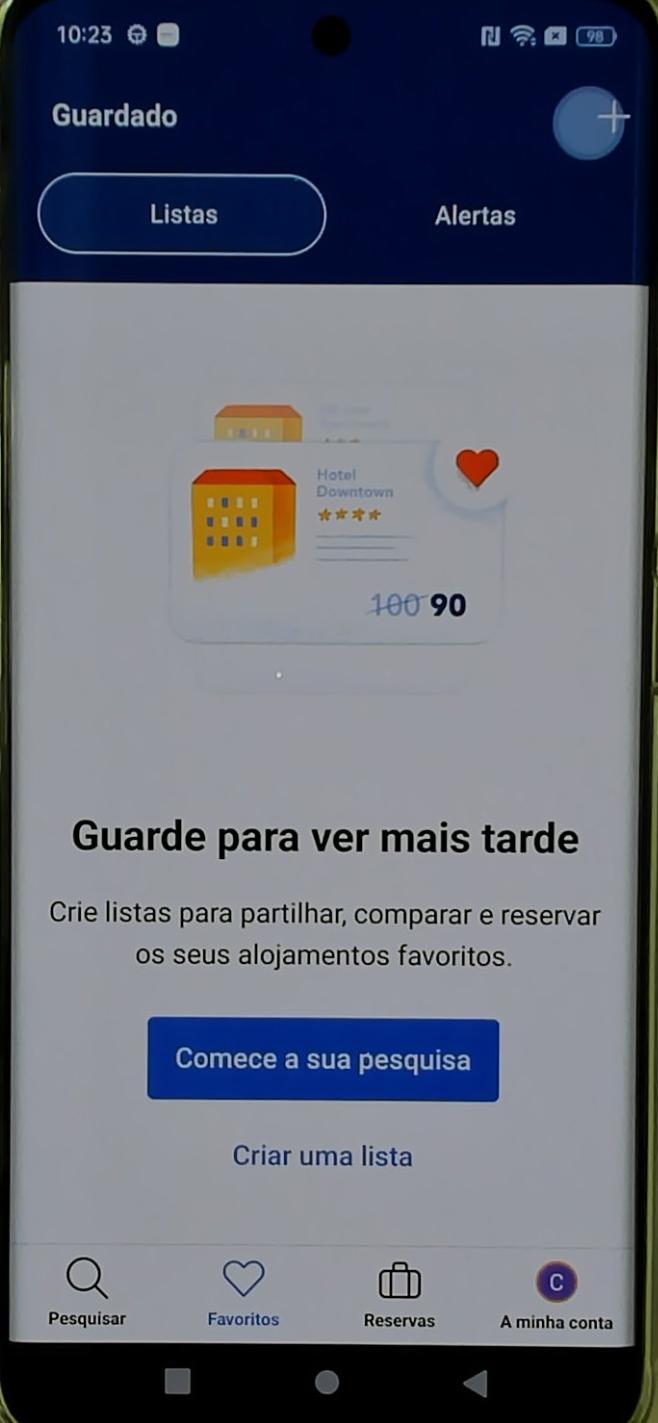 10:23
98
Guardado
Listas
Alertas
Hotel
Downtown
100 90
Guarde para ver mais tarde
Crie listas para partilhar, comparar e reservar
os seus alojamentos favoritos.
Comece a sua pesquisa
Criar uma lista
Pesquisar
Favoritos
Reservas
C
A minha conta